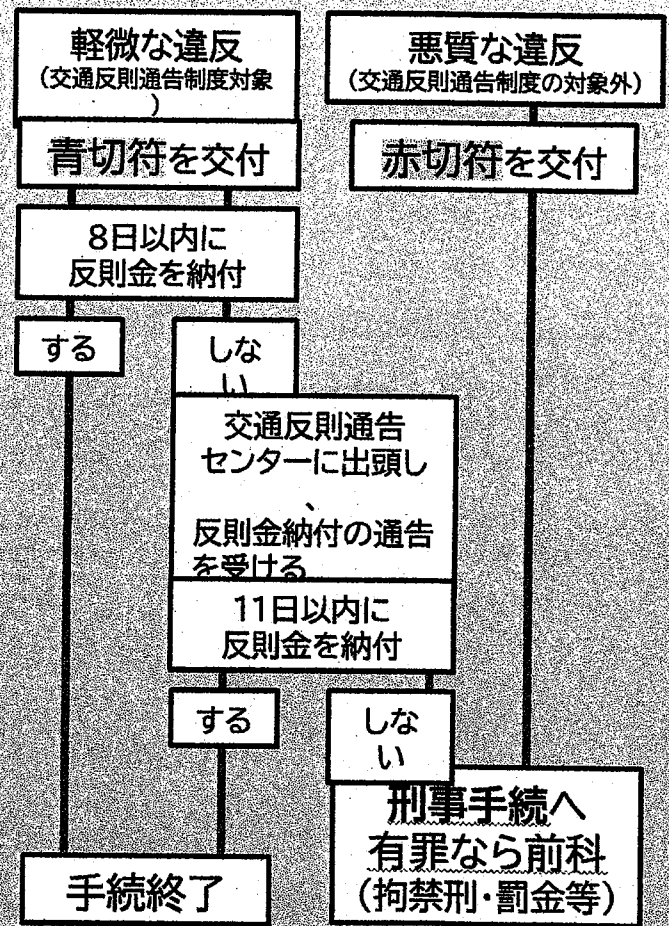 軽微な違反
(交通反則通告制度対象
)
青切符を交付
8日以内に
反則金を納付
する
しな
い
交通反則通告
センターに出頭し
、
反則金納付の通告
を受ける
11日以内に
反則金を納付
する
しな
い
手続終了
悪質な違反
(交通反則通告制度の対象外)
赤切符を交付
刑事手続へ
有罪なら前科
(拘禁刑・罰金等)